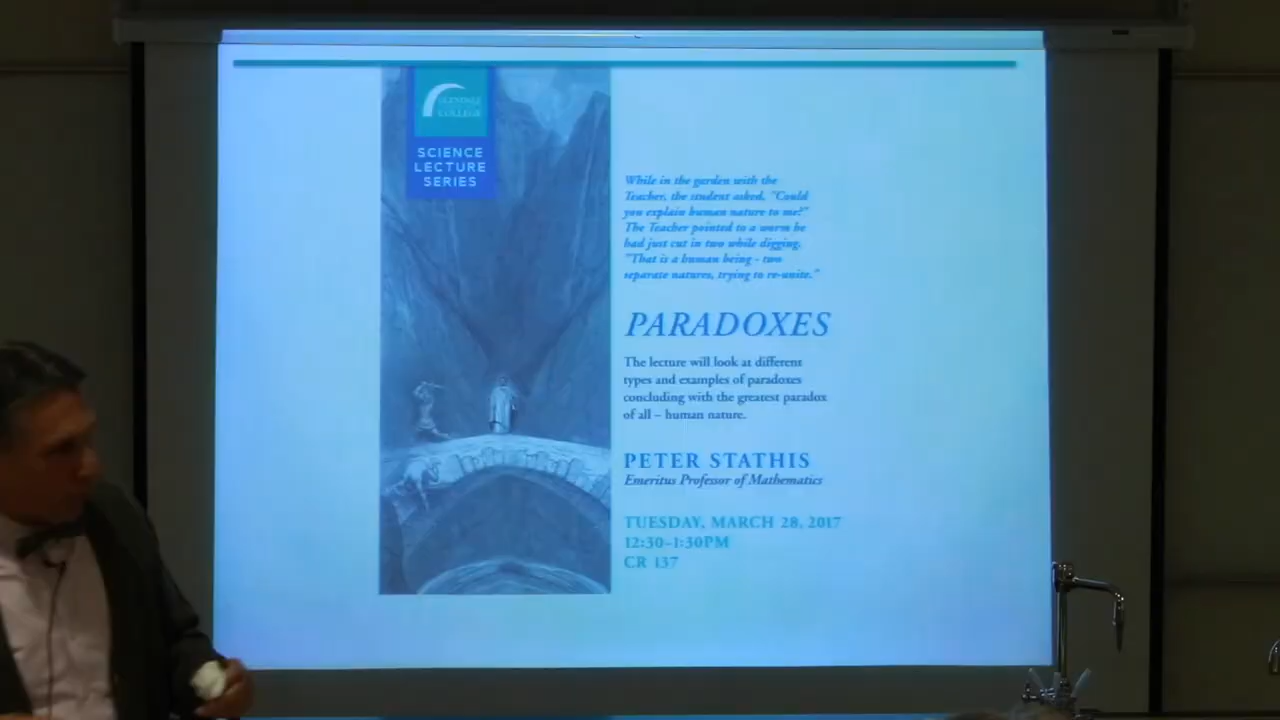 GLENDALE
COLLEGE
SCIENCE
LECTURE
SERIES
While in the garden with the
Teacher, the student asked, "Could
you explain human nature to me?"
The Teacher pointed to a worm he
had just cut in two while digging.
"That is a human being - two
separate natures, trying to re-unite."
PARADOXES
The lecture will look at different
types and examples of paradoxes
concluding with the greatest paradox
of all – human nature.
PETER STATHIS
Emeritus Professor of Mathematics
TUESDAY, MARCH 28, 2017
12:30–1:30PM
CR 137